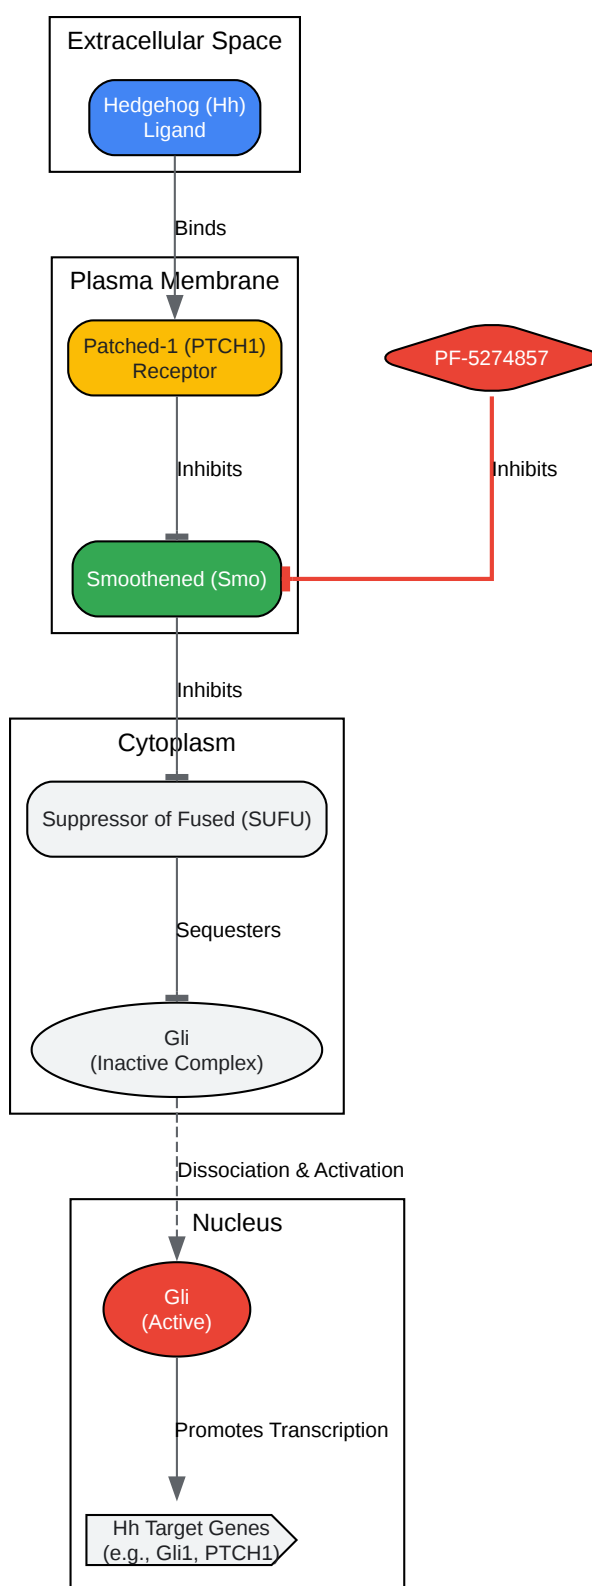 Extracellular Space
Hedgehog (Hh)
Ligand
Binds
Plasma Membrane
Patched-1 (PTCH1)
Receptor
PF-5274857
Inhibits
Inhibits
Smoothened (Smo)
Inhibits
Cytoplasm
Suppressor of Fused (SUFU)
Sequesters
Gli
(Inactive Complex)
Dissociation & Activation
Nucleus
Gli
(Active)
Promotes Transcription
Hh Target Genes
(e.g., Gli1, PTCH1)